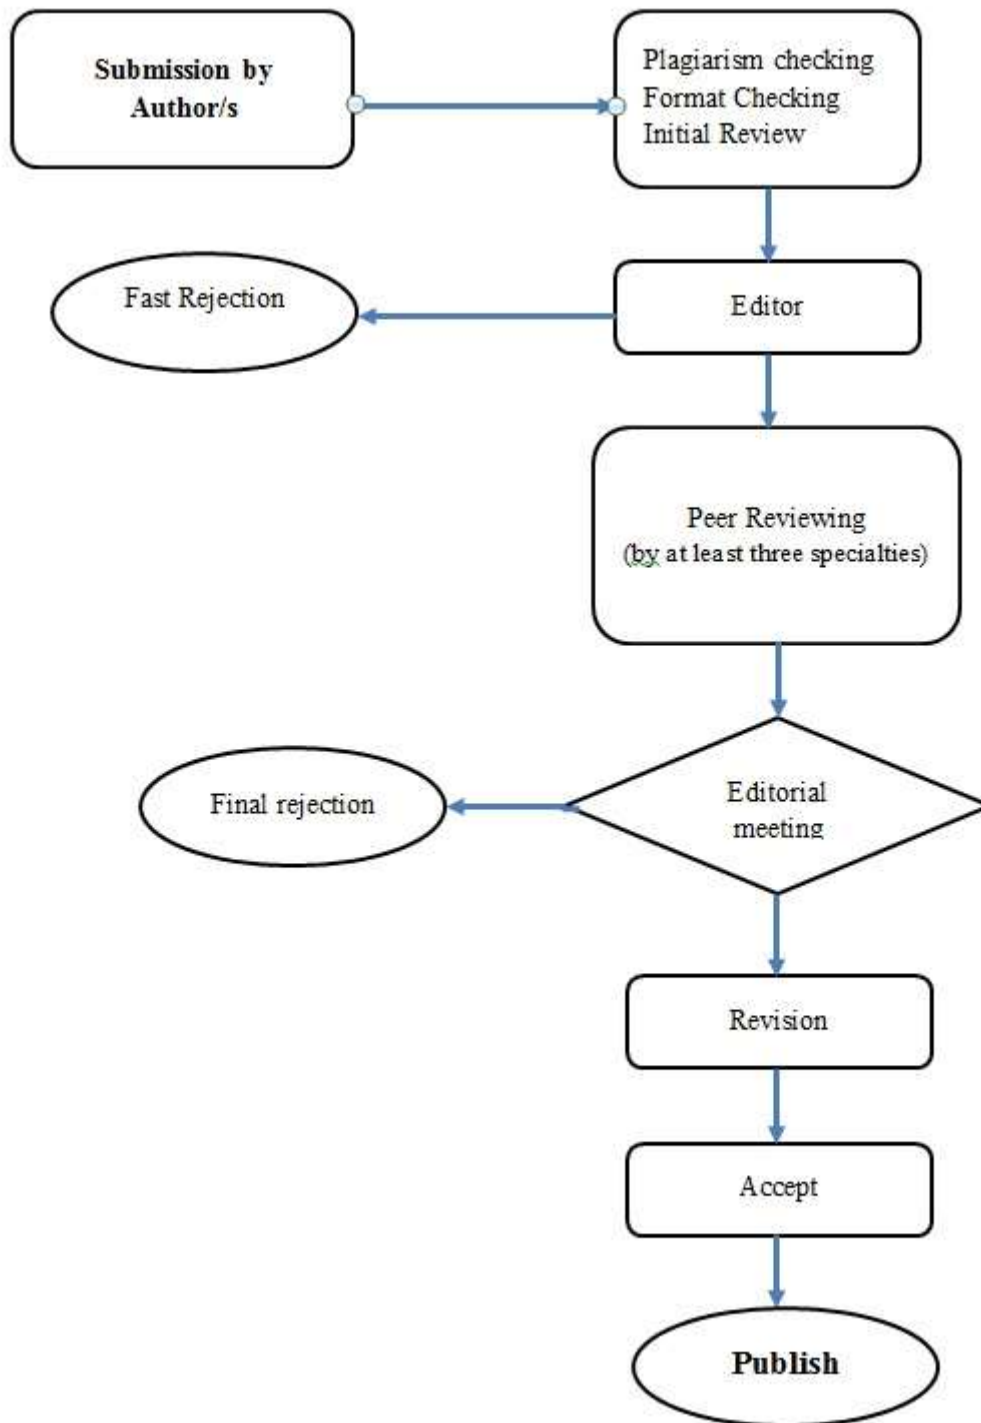 Submission by
Author/s
Plagiarism checking
Format Checking
Initial Review
Fast Rejection
Editor
Peer Reviewing
(by at least three specialties)
Final rejection
Editorial
meeting
Revision
Accept
Publish